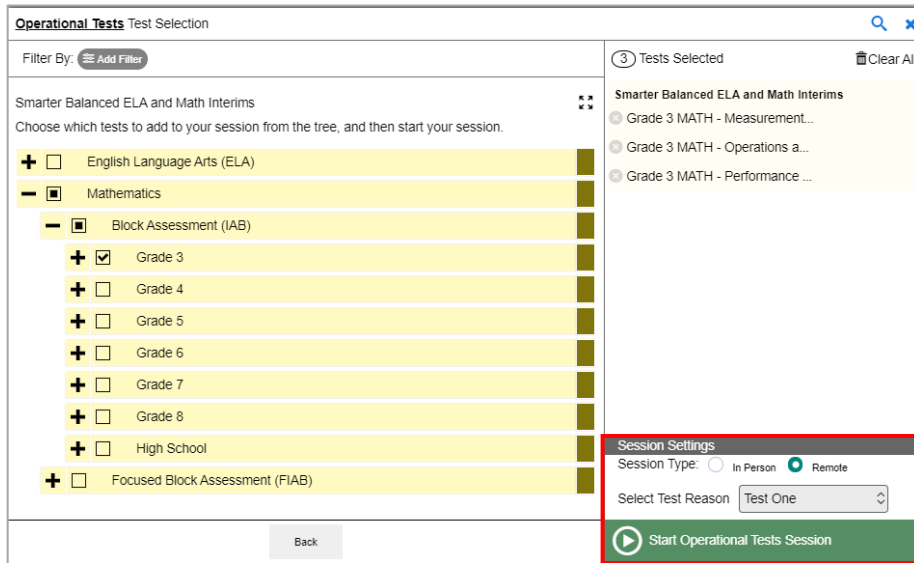 Operational Tests Test Selection
Filter By: Add Filter
Smarter Balanced ELA and Math Interims
Choose which tests to add to your session from the tree, and then start your session.
English Language Arts (ELA)
Mathematics
Block Assessment (IAB)
Grade 3
Grade 4
Grade 5
Grade 6
Grade 7
Grade 8
High School
Focused Block Assessment (FIAB)
Back
3 Tests Selected
Clear Al
Smarter Balanced ELA and Math Interims
Grade 3 MATH - Measurement...
Grade 3 MATH - Operations a...
Grade 3 MATH - Performance ...
Session Settings
Session Type: In Person Remote
Select Test Reason Test One
Start Operational Tests Session